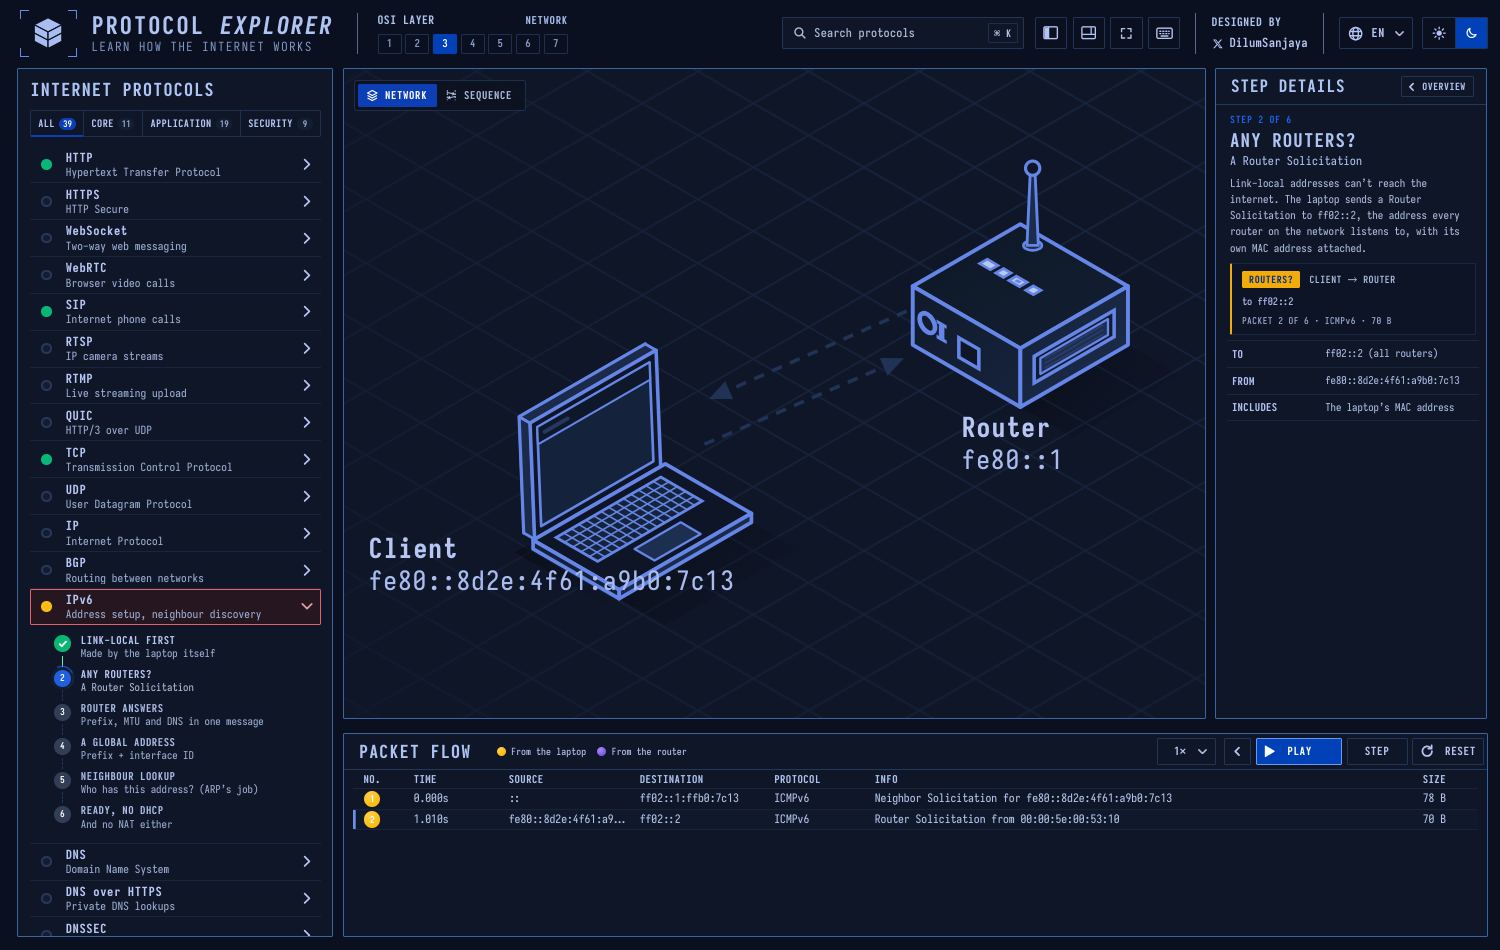 PROTOCOL EXPLORER
LEARN HOW THE INTERNET WORKS
OSI LAYER NETWORK
1 2 3 4 5 6 7
Search protocols ⌘ K
DESIGNED BY
DilumSanjaya
EN
INTERNET PROTOCOLS
ALL 39 CORE 11 APPLICATION 19 SECURITY 9
HTTP
Hypertext Transfer Protocol
HTTPS
HTTP Secure
WebSocket
Two-way web messaging
WebRTC
Browser video calls
SIP
Internet phone calls
RTSP
IP camera streams
RTMP
Live streaming upload
QUIC
HTTP/3 over UDP
TCP
Transmission Control Protocol
UDP
User Datagram Protocol
IP
Internet Protocol
BGP
Routing between networks
IPv6
Address setup, neighbour discovery
LINK-LOCAL FIRST
Made by the laptop itself
2 ANY ROUTERS?
A Router Solicitation
3 ROUTER ANSWERS
Prefix, MTU and DNS in one message
4 A GLOBAL ADDRESS
Prefix + interface ID
5 NEIGHBOUR LOOKUP
Who has this address? (ARP's job)
6 READY, NO DHCP
And no NAT either
DNS
Domain Name System
DNS over HTTPS
Private DNS lookups
DNSSEC
NETWORK SEQUENCE
Router
fe80::1
Client
fe80::8d2e:4f61:a9b0:7c13
STEP DETAILS OVERVIEW
STEP 2 OF 6
ANY ROUTERS?
A Router Solicitation
Link-local addresses can't reach the
internet. The laptop sends a Router
Solicitation to ff02::2, the address every
router on the network listens to, with its
own MAC address attached.
ROUTERS? CLIENT → ROUTER
to ff02::2
PACKET 2 OF 6 · ICMPv6 · 70 B
TO ff02::2 (all routers)
FROM fe80::8d2e:4f61:a9b0:7c13
INCLUDES The laptop's MAC address
PACKET FLOW From the laptop From the router 1× PLAY STEP RESET
NO. TIME SOURCE DESTINATION PROTOCOL INFO SIZE
1 0.000s :: ff02::1:ffb0:7c13 ICMPv6 Neighbor Solicitation for fe80::8d2e:4f61:a9b0:7c13 78 B
2 1.010s fe80::8d2e:4f61:a9... ff02::2 ICMPv6 Router Solicitation from 00:00:5e:00:53:10 70 B